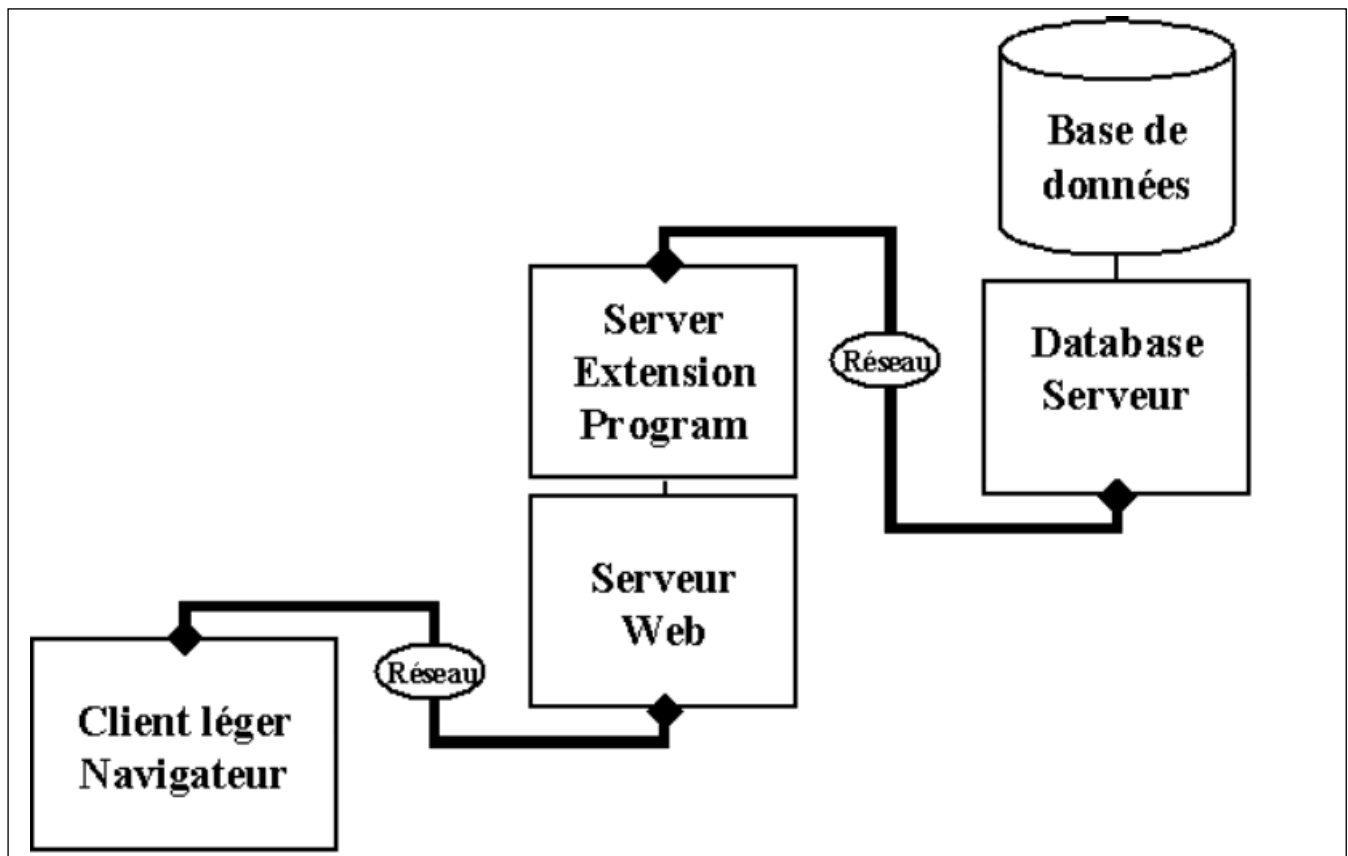 Base de
données
Server
Extension
Program
Réseau
Database
Serveur
Serveur
Web
Réseau
Client léger
Navigateur